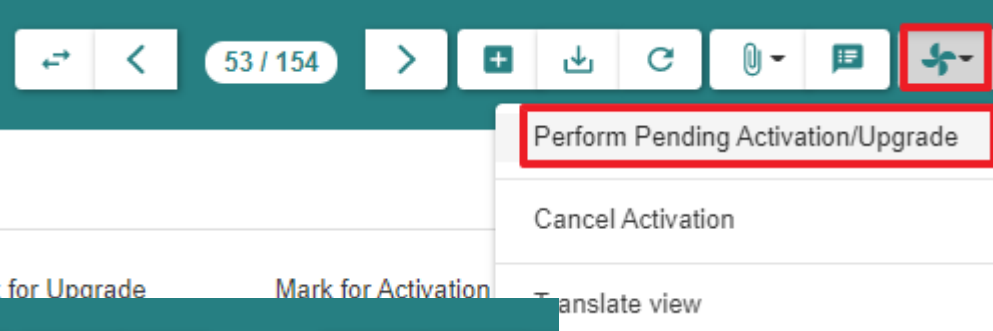 53 / 154
Perform Pending Activation/Upgrade
Cancel Activation
for Upgrade
Mark for Activation
Translate view